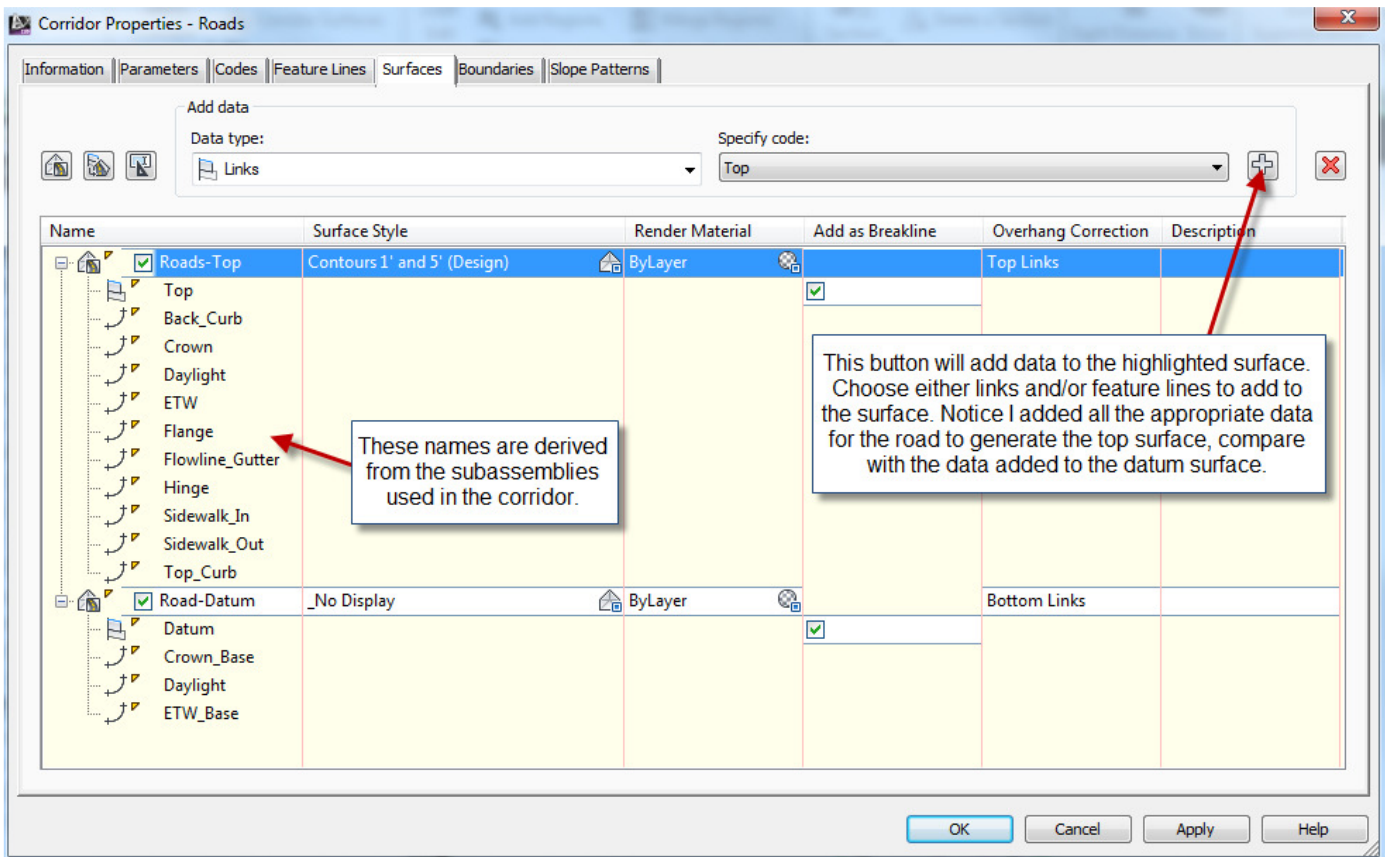 Corridor Properties - Roads
Information Parameters Codes Feature Lines Surfaces Boundaries Slope Patterns
Add data
Data type:
Specify code:
Links
Top
Name Surface Style Render Material Add as Breakline Overhang Correction Description
Roads-Top Contours 1' and 5' (Design) ByLayer Top Links
Top
Back_Curb
Crown
Daylight
ETW
Flange
Flowline_Gutter
Hinge
Sidewalk_In
Sidewalk_Out
Top_Curb
These names are derived
from the subassemblies
used in the corridor.
This button will add data to the highlighted surface.
Choose either links and/or feature lines to add to
the surface. Notice I added all the appropriate data
for the road to generate the top surface, compare
with the data added to the datum surface.
Road-Datum _No Display ByLayer Bottom Links
Datum
Crown_Base
Daylight
ETW_Base
OK Cancel Apply Help